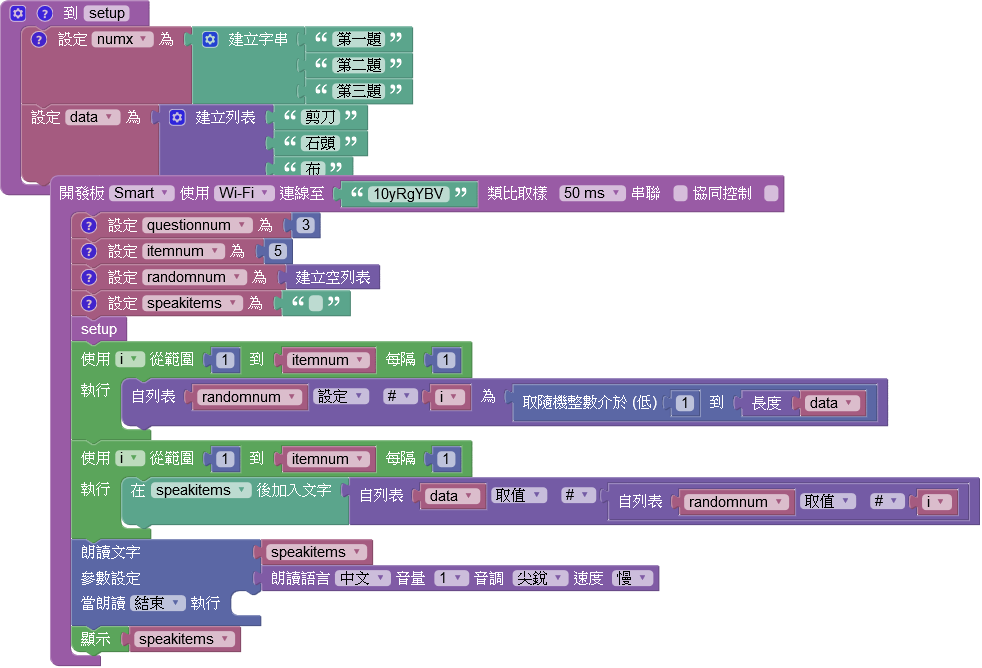 ? 到 setup
? 設定 numx 為 建立字串 “ 第一題 ”
“ 第二題 ”
“ 第三題 ”
設定 data 為 建立列表 “ 剪刀 ”
“ 石頭 ”
“ 布 ”
開發板 Smart 使用 Wi-Fi 連線至 “ 10yRgYBV ” 類比取樣 50 ms 串聯 協同控制
? 設定 questionnum 為 3
? 設定 itemnum 為 5
? 設定 randomnum 為 建立空列表
? 設定 speakitems 為 “ ”
setup
使用 i 從範圍 1 到 itemnum 每隔 1
執行 自列表 randomnum 設定 # i 為 取隨機整數介於 (低) 1 到 長度 data
使用 i 從範圍 1 到 itemnum 每隔 1
執行 在 speakitems 後加入文字 自列表 data 取值 # 自列表 randomnum 取值 # i
朗讀文字 speakitems
參數設定 朗讀語言 中文 音量 1 音調 尖銳 速度 慢
當朗讀 結束 執行
顯示 speakitems